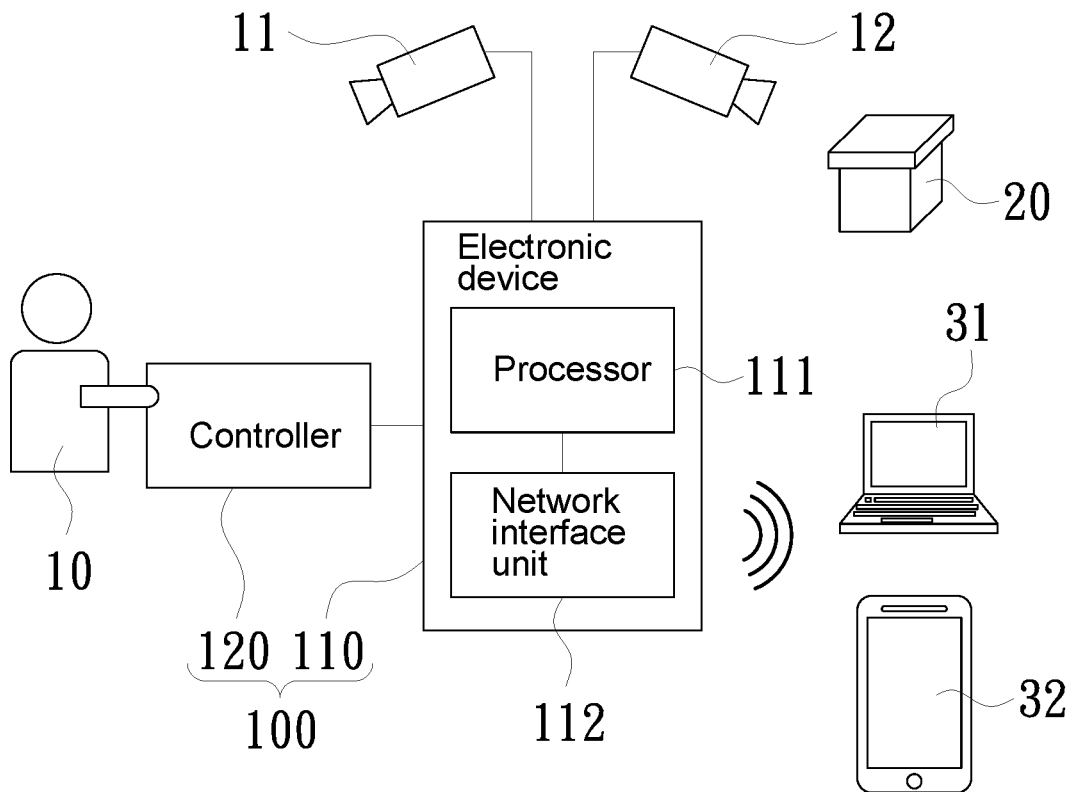 11
12
20
Electronic
device
Processor
111
31
Controller
Network
interface
unit
10
120
110
112
32
100